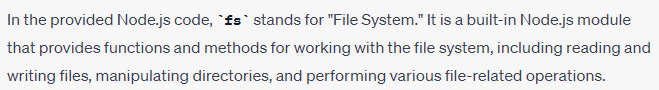 In the provided Node.js code, `fs` stands for "File System." It is a built-in Node.js module
that provides functions and methods for working with the file system, including reading and
writing files, manipulating directories, and performing various file-related operations.